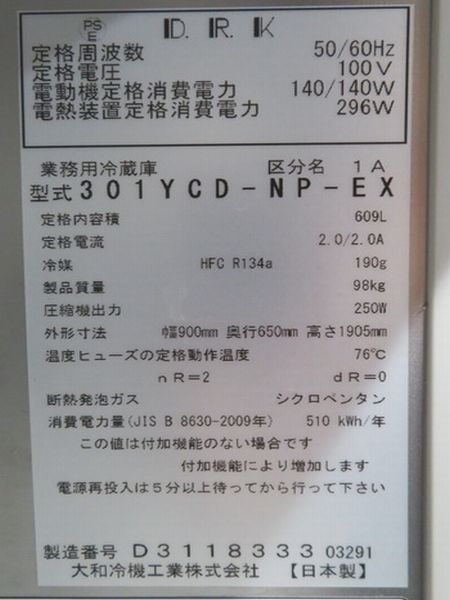 PS
E
D. R. K
定格周波数 50/60Hz
定格電圧 100V
電動機定格消費電力 140/140W
電熱装置定格消費電力 296W
業務用冷蔵庫 区分名 1A
型式 301YCD-NP-EX
定格内容積 609L
定格電流 2.0/2.0A
冷媒 HFC R134a 190g
製品質量 98kg
圧縮機出力 250W
外形寸法 幅900mm 奥行650mm 高さ1905mm
温度ヒューズの定格動作温度 76℃
nR=2 dR=0
断熱発泡ガス シクロペンタン
消費電力量(JIS B 8630-2009年) 510 kWh/年
この値は付加機能のない場合です
付加機能により増加します
電源再投入は5分以上待ってから行って下さい
製造番号 D3118333 03291
大和冷機工業株式会社 【日本製】